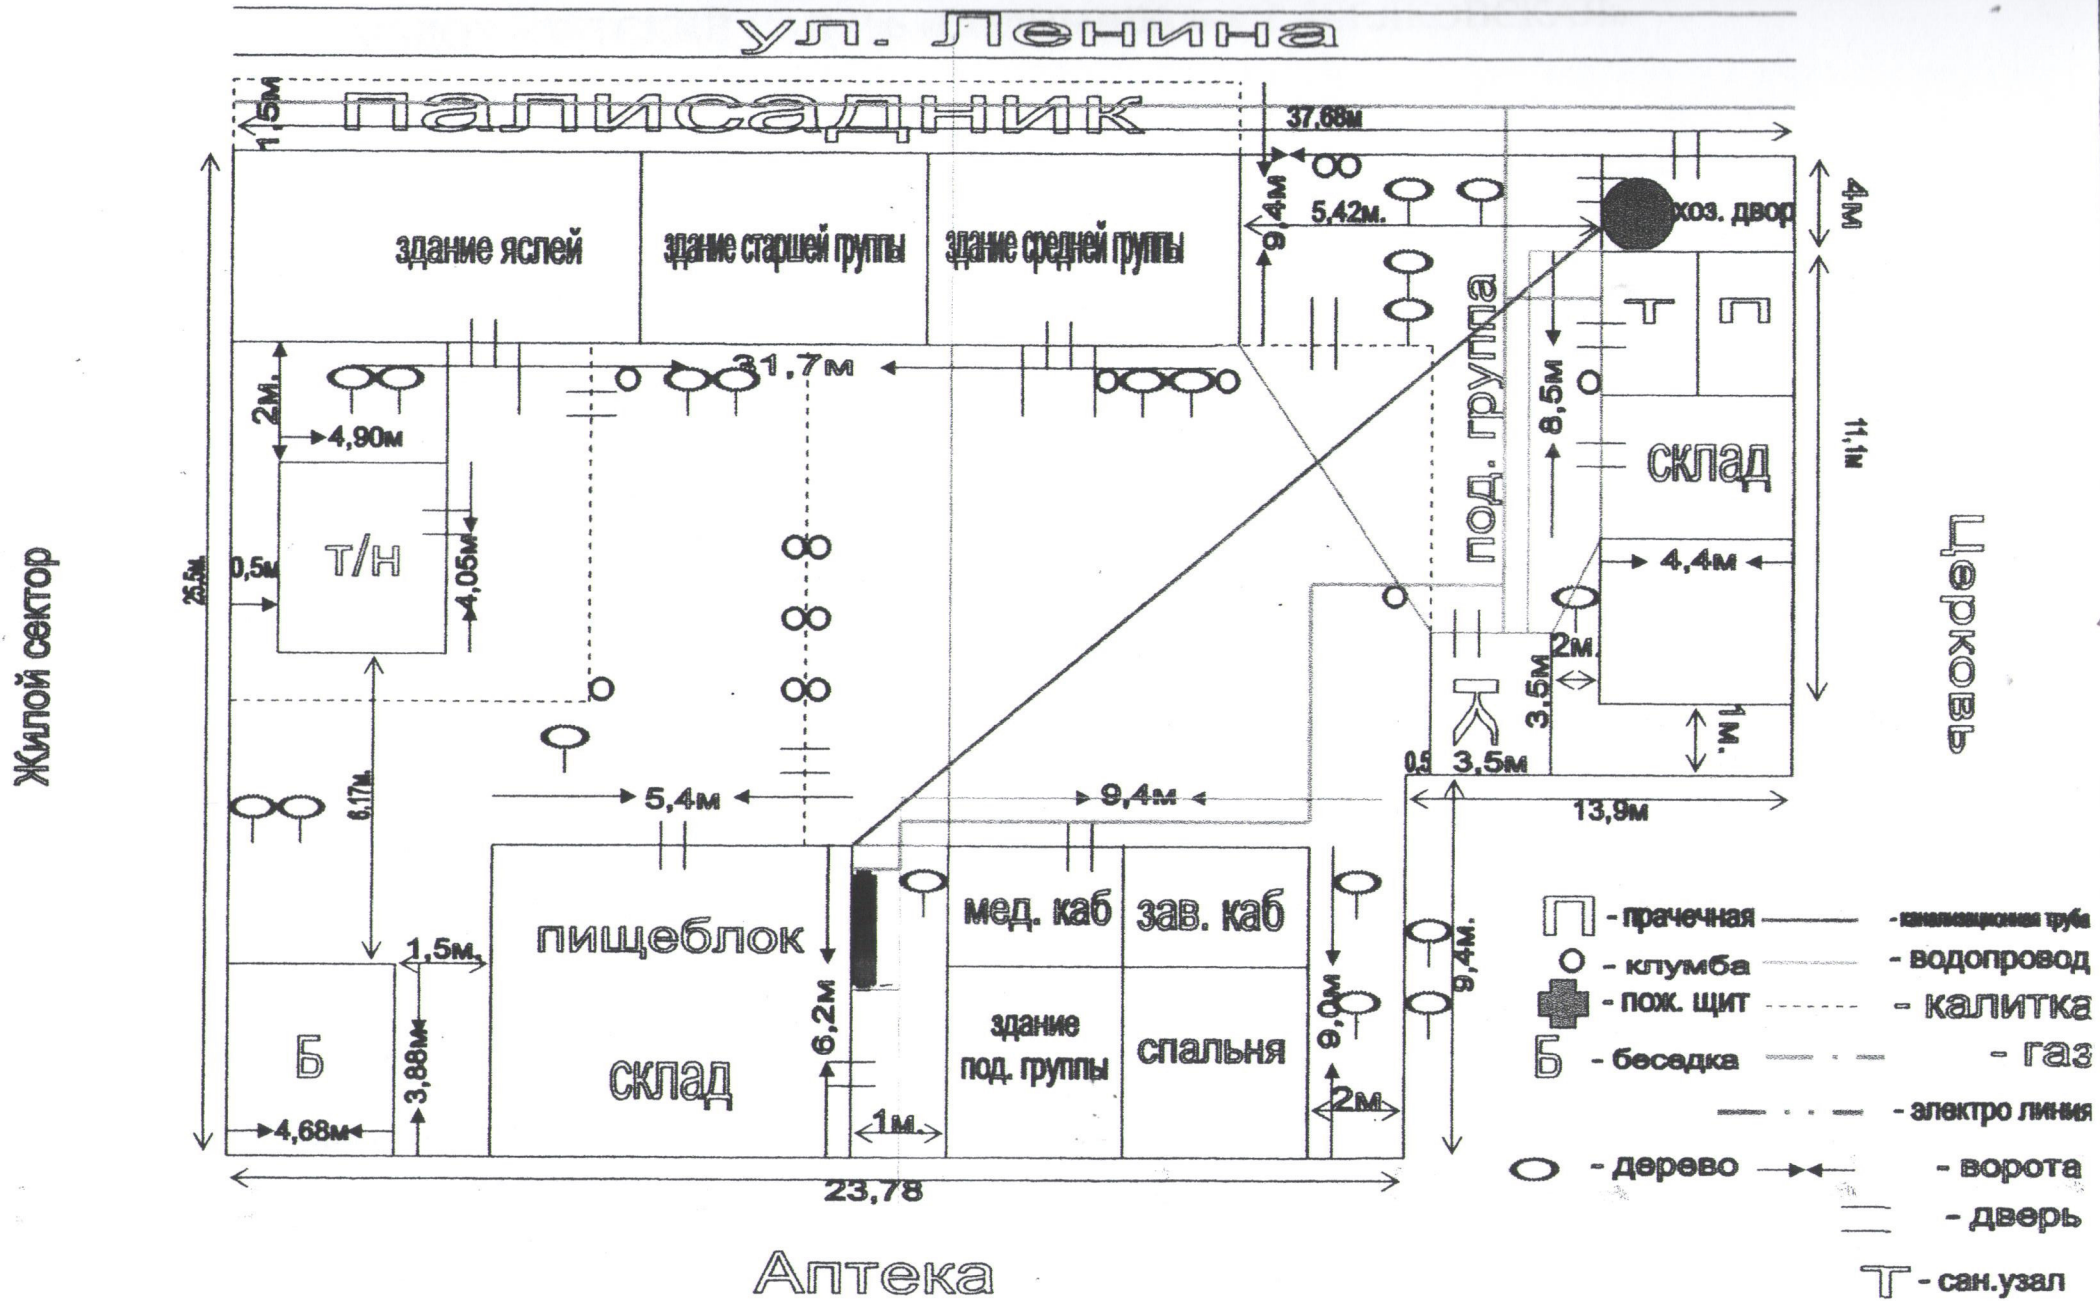 ул. Ленина
палисадник
1,5м
37,68м
9,4м
5,42м.
хоз. двор
4м
здание яслей
здание старшей группы
здание средней группы
под. группа
Т
П
2м.
4,90м
31,7м
8,5м
склад
11,1м
Жилой сектор
25,5м.
0,5м
т/н
4,05м
4,4м
Церковь
2м.
К
3,5м
1м.
0,5
3,5м
6,17м.
5,4м
9,4м
13,9м
1,5м.
пищеблок
мед. каб
зав. каб
9,4м.
Б
3,88м
6,2м
9,0м
склад
здание
под. группы
спальня
4,68м
1м.
2м
23,78
Аптека
П - прачечная
- канализационная труба
- клумба
- водопровод
- пож. щит
- калитка
Б - беседка
- газ
- электро линия
- дерево
- ворота
- дверь
Т - сан.узал